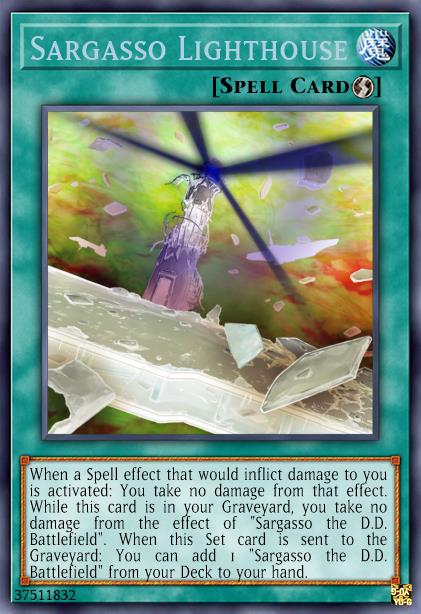 Sargasso Lighthouse 魔
[Spell Card]
When a Spell effect that would inflict damage to you
is activated: You take no damage from that effect.
While this card is in your Graveyard, you take no
damage from the effect of "Sargasso the D.D.
Battlefield". When this Set card is sent to the
Graveyard: You can add 1 "Sargasso the D.D.
Battlefield" from your Deck to your hand.
37511832